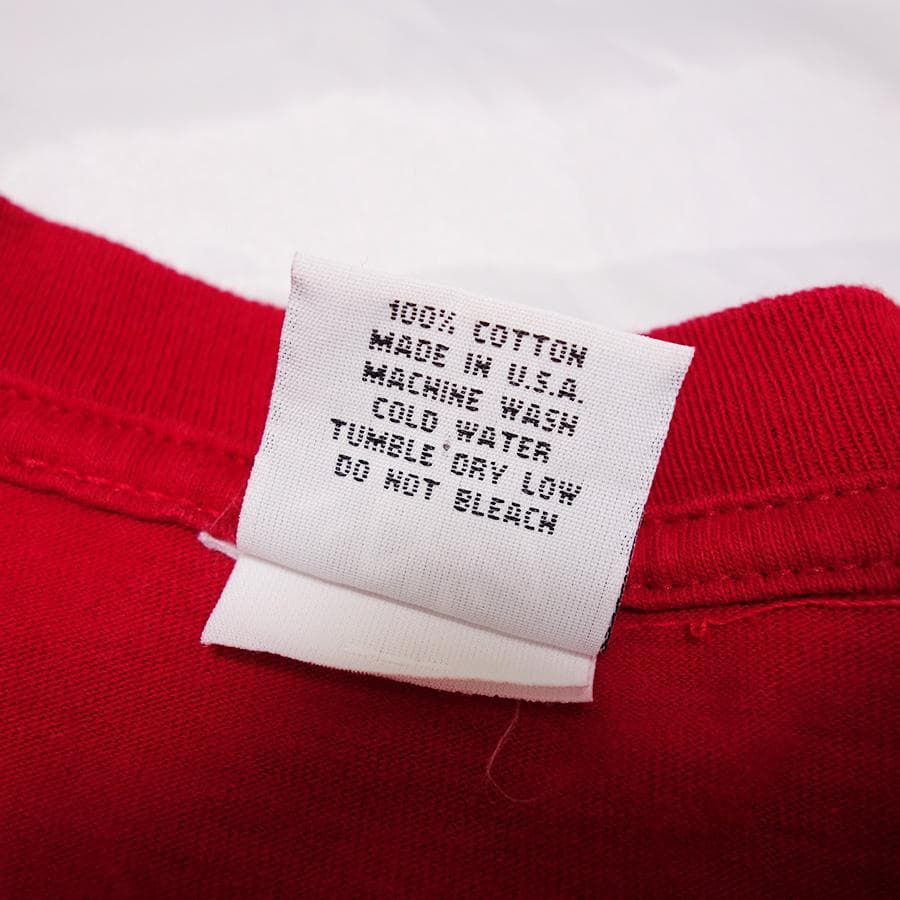 100% COTTON
MADE IN U.S.A.
MACHINE WASH
COLD WATER
TUMBLE DRY LOW
DO NOT BLEACH